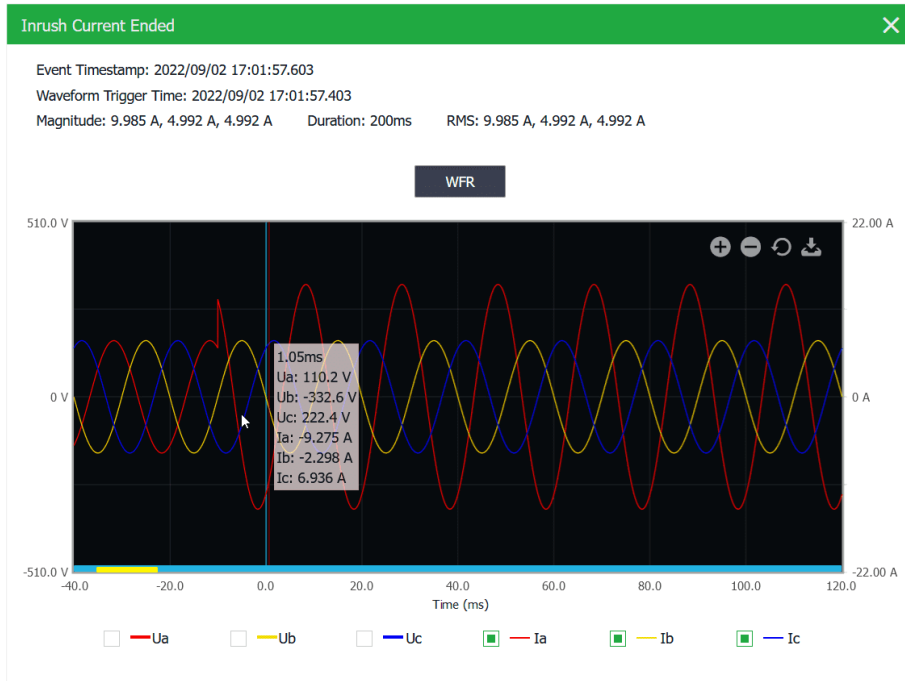 Inrush Current Ended
Event Timestamp: 2022/09/02 17:01:57.603
Waveform Trigger Time: 2022/09/02 17:01:57.403
Magnitude: 9.985 A, 4.992 A, 4.992 A Duration: 200ms RMS: 9.985 A, 4.992 A, 4.992 A
WFR
510.0 V 22.00 A
1.05ms
Ua: 110.2 V
Ub: -332.6 V
0 V Uc: 222.4 V 0 A
Ia: -9.275 A
Ib: -2.298 A
Ic: 6.936 A
-510.0 V -22.00 A
-40.0 -20.0 0.0 20.0 40.0 60.0 80.0 100.0 120.0
Time (ms)
Ua Ub Uc Ia Ib Ic